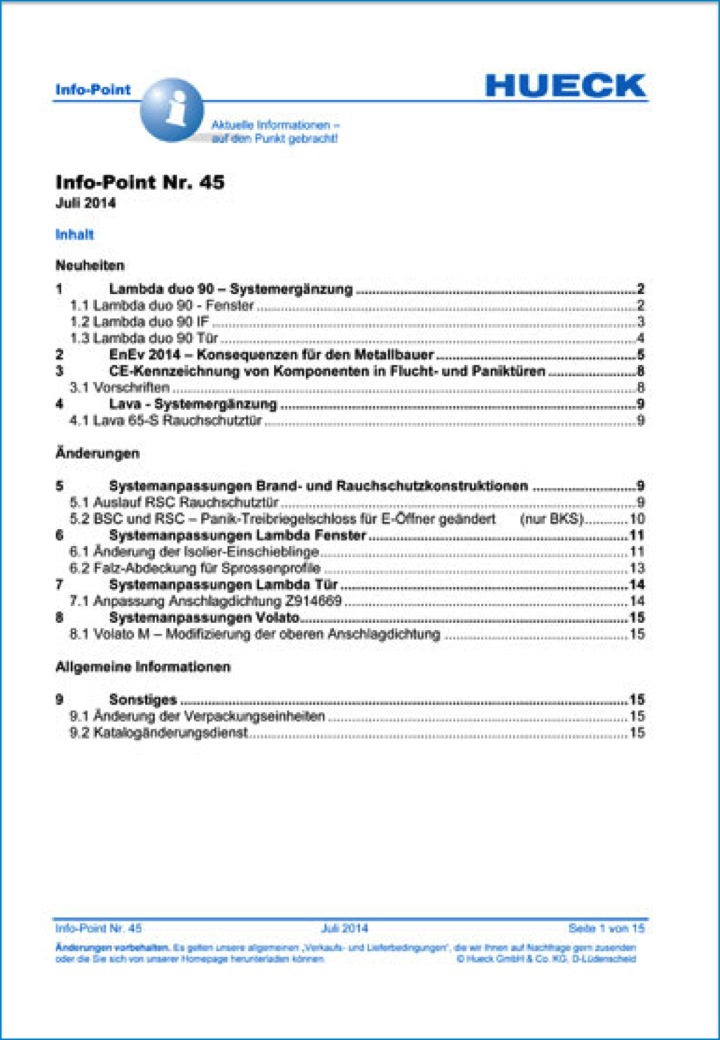 Info-Point
HUECK
Aktuelle Informationen –
auf den Punkt gebracht!
Info-Point Nr. 45
Juli 2014
Inhalt
Neuheiten
1 Lambda duo 90 – Systemergänzung 2
1.1 Lambda duo 90 - Fenster 2
1.2 Lambda duo 90 IF 3
1.3 Lambda duo 90 Tür 4
2 EnEv 2014 – Konsequenzen für den Metallbauer 5
3 CE-Kennzeichnung von Komponenten in Flucht- und Paniktüren 8
3.1 Vorschriften 8
4 Lava - Systemergänzung 9
4.1 Lava 65-S Rauchschutztür 9
Änderungen
5 Systemanpassungen Brand- und Rauchschutzkonstruktionen 9
5.1 Auslauf RSC Rauchschutztür 9
5.2 BSC und RSC – Panik-Treibriegelschloss für E-Öffner geändert (nur BKS) 10
6 Systemanpassungen Lambda Fenster 11
6.1 Änderung der Isolier-Einschieblinge 11
6.2 Falz-Abdeckung für Sprossenprofile 13
7 Systemanpassungen Lambda Tür 14
7.1 Anpassung Anschlagdichtung Z914669 14
8 Systemanpassungen Volato 15
8.1 Volato M – Modifizierung der oberen Anschlagdichtung 15
Allgemeine Informationen
9 Sonstiges 15
9.1 Änderung der Verpackungseinheiten 15
9.2 Katalogänderungsdienst 15
Info-Point Nr. 45 Juli 2014 Seite 1 von 15
Änderungen vorbehalten. Es gelten unsere allgemeinen „Verkaufs- und Lieferbedingungen“, die wir Ihnen auf Nachfrage gern zusenden
oder die Sie sich von unserer Homepage herunterladen können. © Hueck GmbH & Co. KG, D-Lüdenscheid